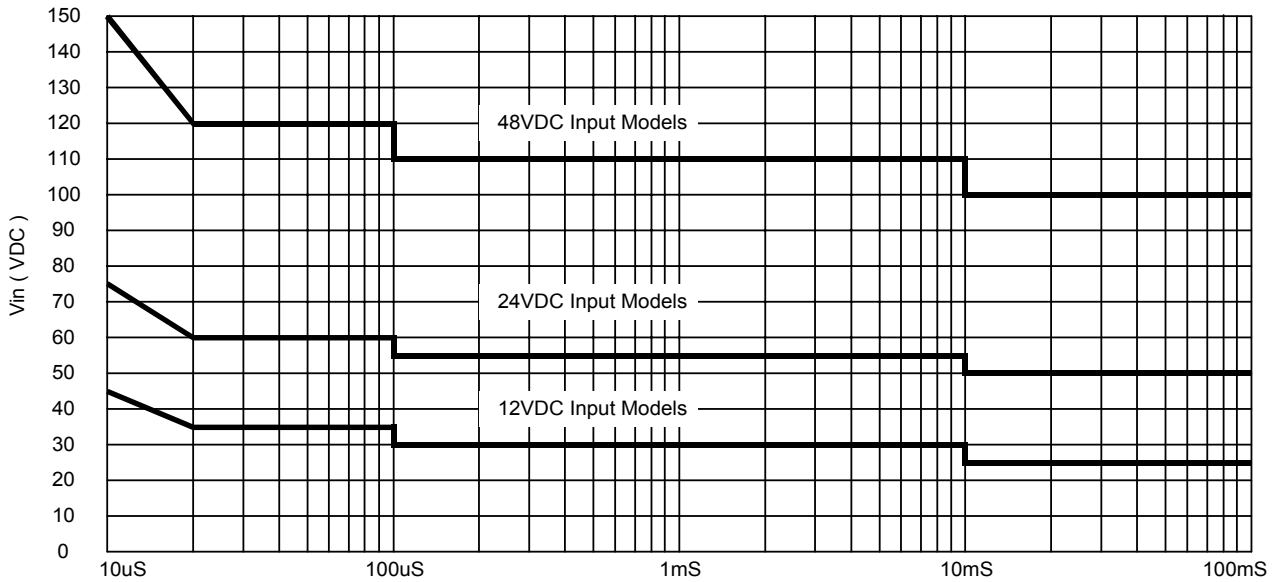 150
140
130
120
110
100
90
80
70
60
50
40
30
20
10
0
Vin ( VDC )
48VDC Input Models
24VDC Input Models
12VDC Input Models
10uS
100uS
1mS
10mS
100mS